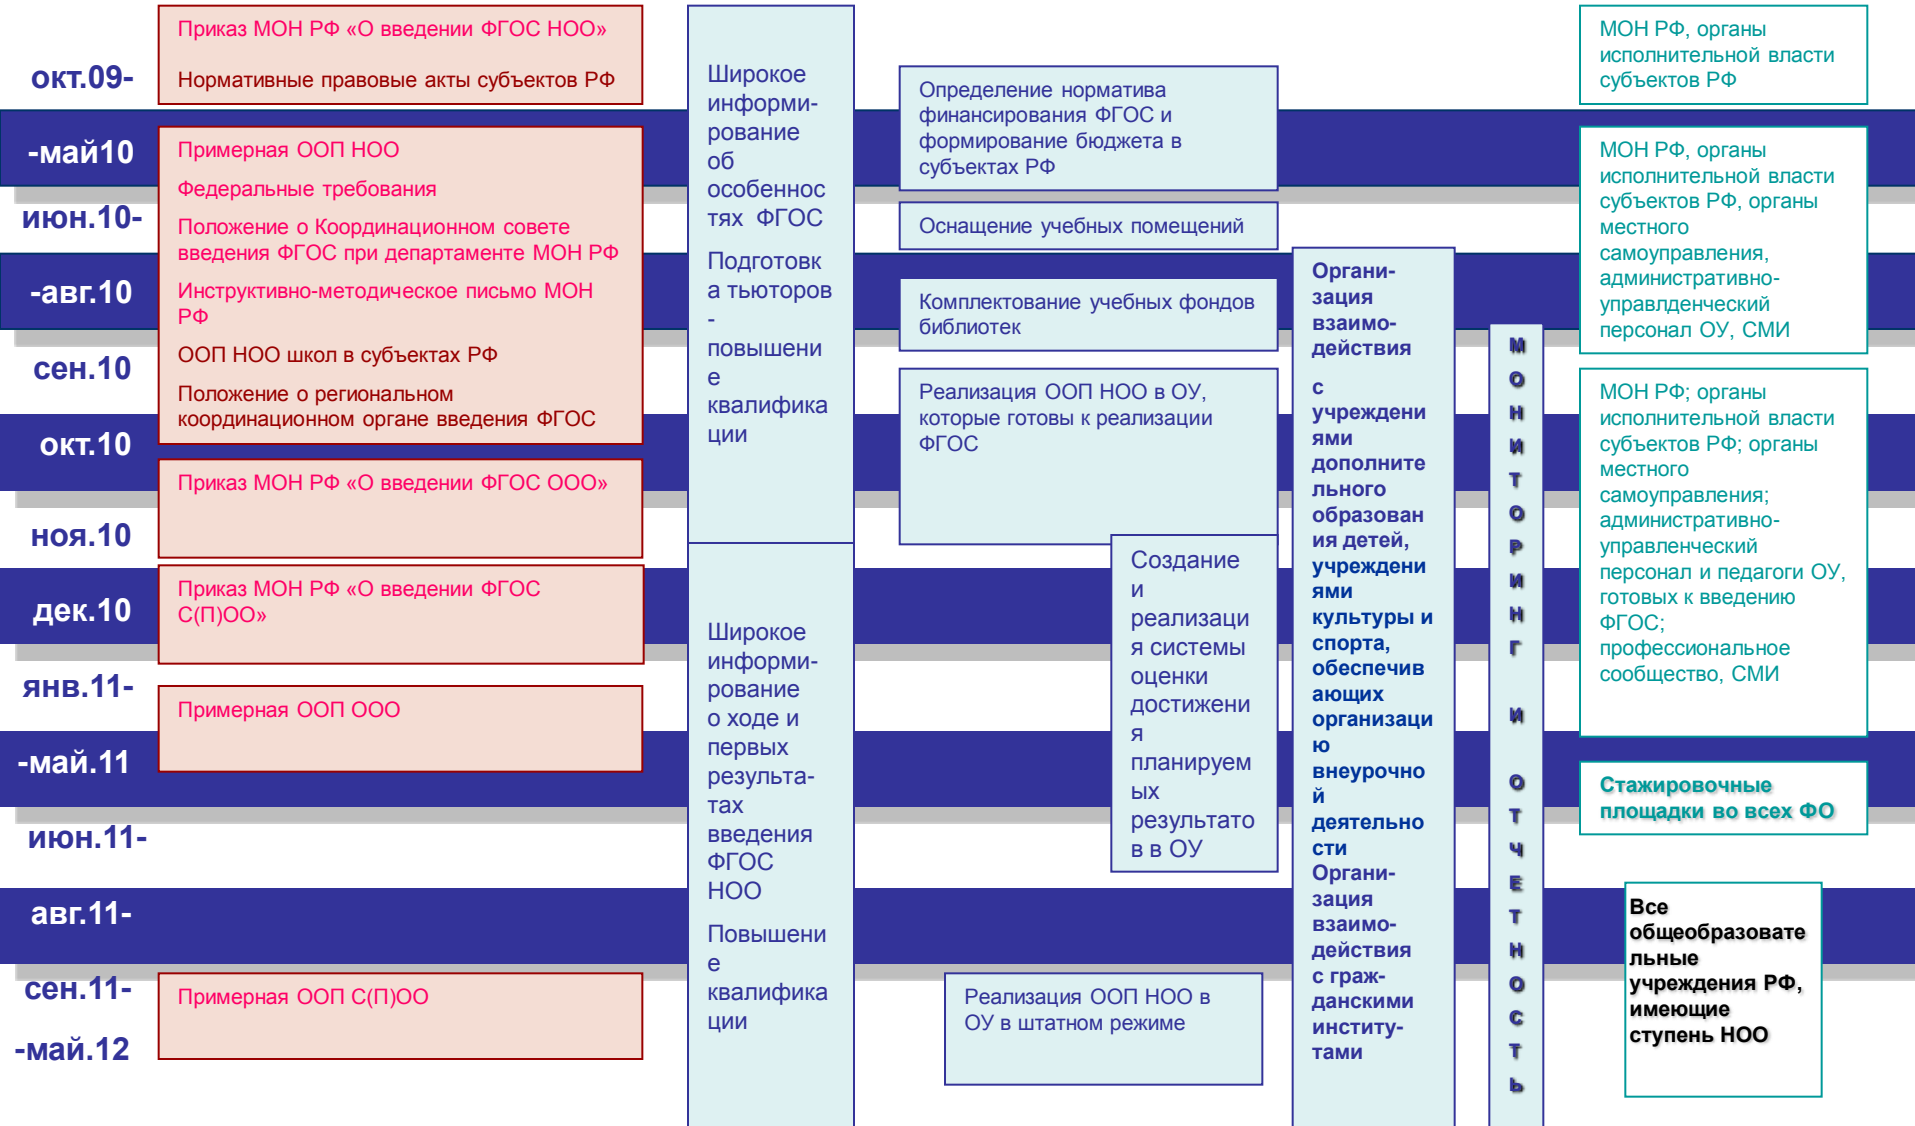 окт.09-
-май10
июн.10-
-авг.10
сен.10
окт.10
ноя.10
дек.10
янв.11-
-май.11
июн.11-
авг.11-
сен.11-
-май.12
Приказ МОН РФ «О введении ФГОС НОО»
Нормативные правовые акты субъектов РФ
Примерная ООП НОО
Федеральные требования
Положение о Координационном совете
введения ФГОС при департаменте МОН РФ
Инструктивно-методическое письмо МОН
РФ
ООП НОО школ в субъектах РФ
Положение о региональном
координационном органе введения ФГОС
Приказ МОН РФ «О введении ФГОС ООО»
Приказ МОН РФ «О введении ФГОС
С(П)ОО»
Примерная ООП ООО
Примерная ООП С(П)ОО
Широкое
информи-
рование
об
особеннос
тях ФГОС
Подготовк
а тьюторов
-
повышени
е
квалифика
ции
Широкое
информи-
рование
о ходе и
первых
результа-
тах
введения
ФГОС
НОО
Повышени
е
квалифика
ции
Определение норматива
финансирования ФГОС и
формирование бюджета в
субъектах РФ
Оснащение учебных помещений
Комплектование учебных фондов
библиотек
Реализация ООП НОО в ОУ,
которые готовы к реализации
ФГОС
Создание
и
реализаци
я системы
оценки
достижени
я
планируем
ых
результато
в в ОУ
Реализация ООП НОО в
ОУ в штатном режиме
Органи-
зация
взаимо-
действия
с
учреждени
ями
дополните
льного
образован
ия детей,
учреждени
ями
культуры и
спорта,
обеспечив
ающих
организаци
ю
внеурочно
й
деятельно
сти
Органи-
зация
взаимо-
действия
с граж-
данскими
институ-
тами
М
О
Н
И
Т
О
Р
И
Н
Г
И
О
Т
Ч
Е
Т
Н
О
С
Т
Ь
МОН РФ, органы
исполнительной власти
субъектов РФ
МОН РФ, органы
исполнительной власти
субъектов РФ, органы
местного
самоуправления,
административно-
управлденческий
персонал ОУ, СМИ
МОН РФ; органы
исполнительной власти
субъектов РФ; органы
местного
самоуправления;
административно-
управленческий
персонал и педагоги ОУ,
готовых к введению
ФГОС;
профессиональное
сообщество, СМИ
Стажировочные
площадки во всех ФО
Все
общеобразовате
льные
учреждения РФ,
имеющие
ступень НОО